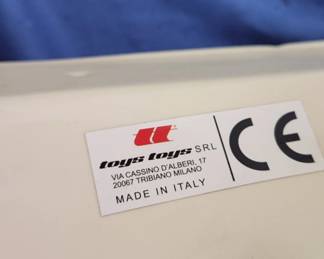 toys toys SRL
VIA CASSINO D'ALBERI, 17
20067 TRIBIANO MILANO
MADE IN ITALY
CE